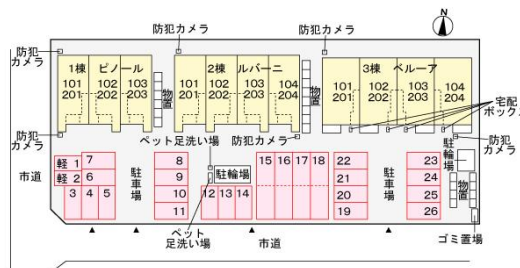 防犯カメラ
防犯カメラ
N
防犯
カメラ
1棟 ピノール
2棟 ルバーニ
3棟 ベルーア
101
201
102
202
103
203
物置
101
201
102
202
103
203
104
204
物置
101
201
102
202
103
203
104
204
宅配
ボックス
防犯
カメラ
ペット足洗い場
防犯カメラ
防犯
カメラ
市道
軽 1
軽 2
7
6
3 4 5
駐車場
8
9
10
11
駐輪場
12 13 14
15 16 17 18
22
21
20
19
駐車場
23
24
25
26
駐輪場
物置
ゴミ置場
ペット
足洗い場
市道